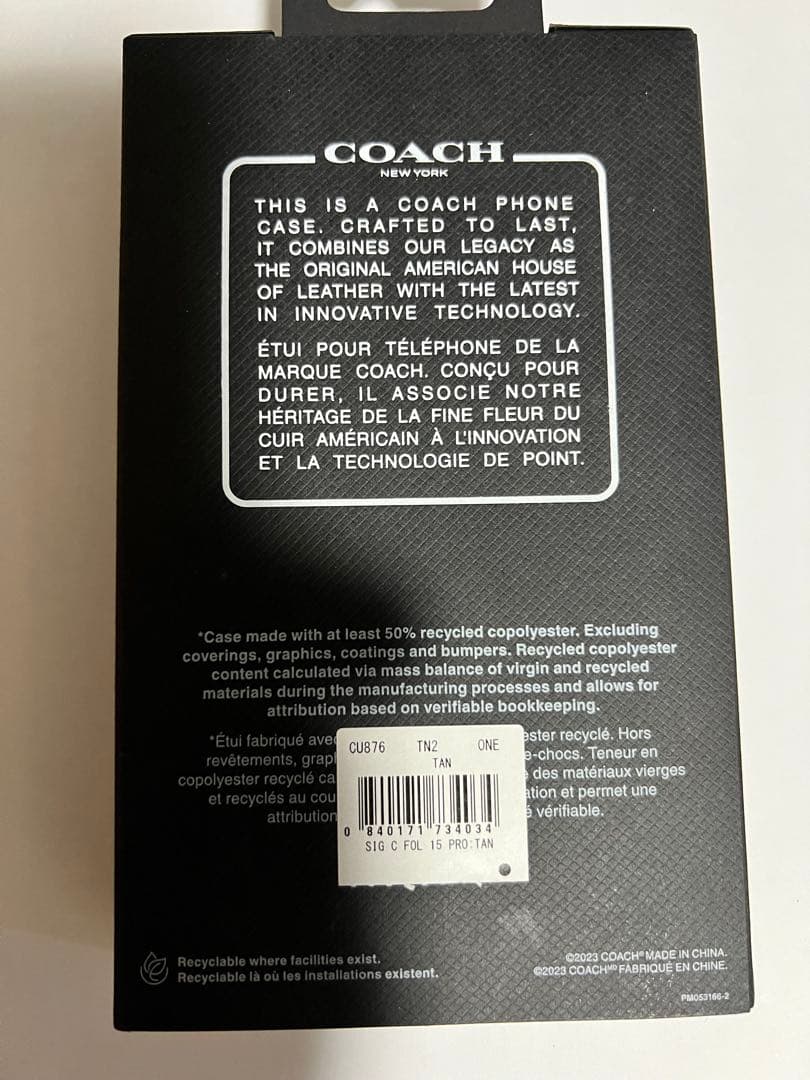 COACH
NEW YORK
THIS IS A COACH PHONE
CASE. CRAFTED TO LAST,
IT COMBINES OUR LEGACY AS
THE ORIGINAL AMERICAN HOUSE
OF LEATHER WITH THE LATEST
IN INNOVATIVE TECHNOLOGY.
ÉTUI POUR TÉLÉPHONE DE LA
MARQUE COACH. CONÇU POUR
DURER, IL ASSOCIE NOTRE
HÉRITAGE DE LA FINE FLEUR DU
CUIR AMÉRICAIN À L'INNOVATION
ET LA TECHNOLOGIE DE POINT.
*Case made with at least 50% recycled copolyester. Excluding
coverings, graphics, coatings and bumpers. Recycled copolyester
content calculated via mass balance of virgin and recycled
materials during the manufacturing processes and allows for
attribution based on verifiable bookkeeping.
*Étui fabriqué recyclé. Hors
revêtements, Teneur en
copolyester recyclé des matériaux vierges
et recyclés au et permet une
attribution vérifiable.
CU876 TN2 ONE
TAN
0 840171 734034
SIG C FOL 15 PRO:TAN
Recyclable where facilities exist.
Recyclable là où les installations existent.
©2023 COACH® MADE IN CHINA.
©2023 COACHᴹᴰ FABRIQUÉ EN CHINE.
PM053166-2